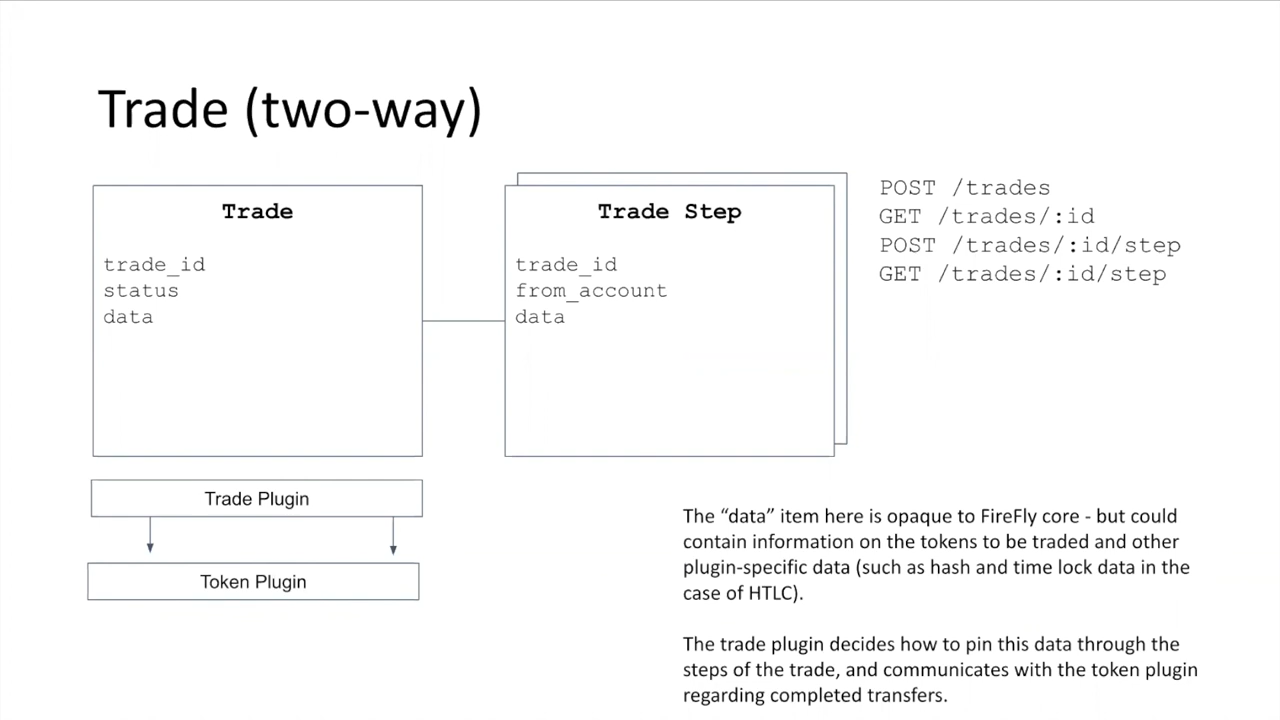 Trade (two-way)
Trade
trade_id
status
data
Trade Step
trade_id
from_account
data
POST /trades
GET /trades/:id
POST /trades/:id/step
GET /trades/:id/step
Trade Plugin
Token Plugin
The “data” item here is opaque to FireFly core - but could
contain information on the tokens to be traded and other
plugin-specific data (such as hash and time lock data in the
case of HTLC).
The trade plugin decides how to pin this data through the
steps of the trade, and communicates with the token plugin
regarding completed transfers.